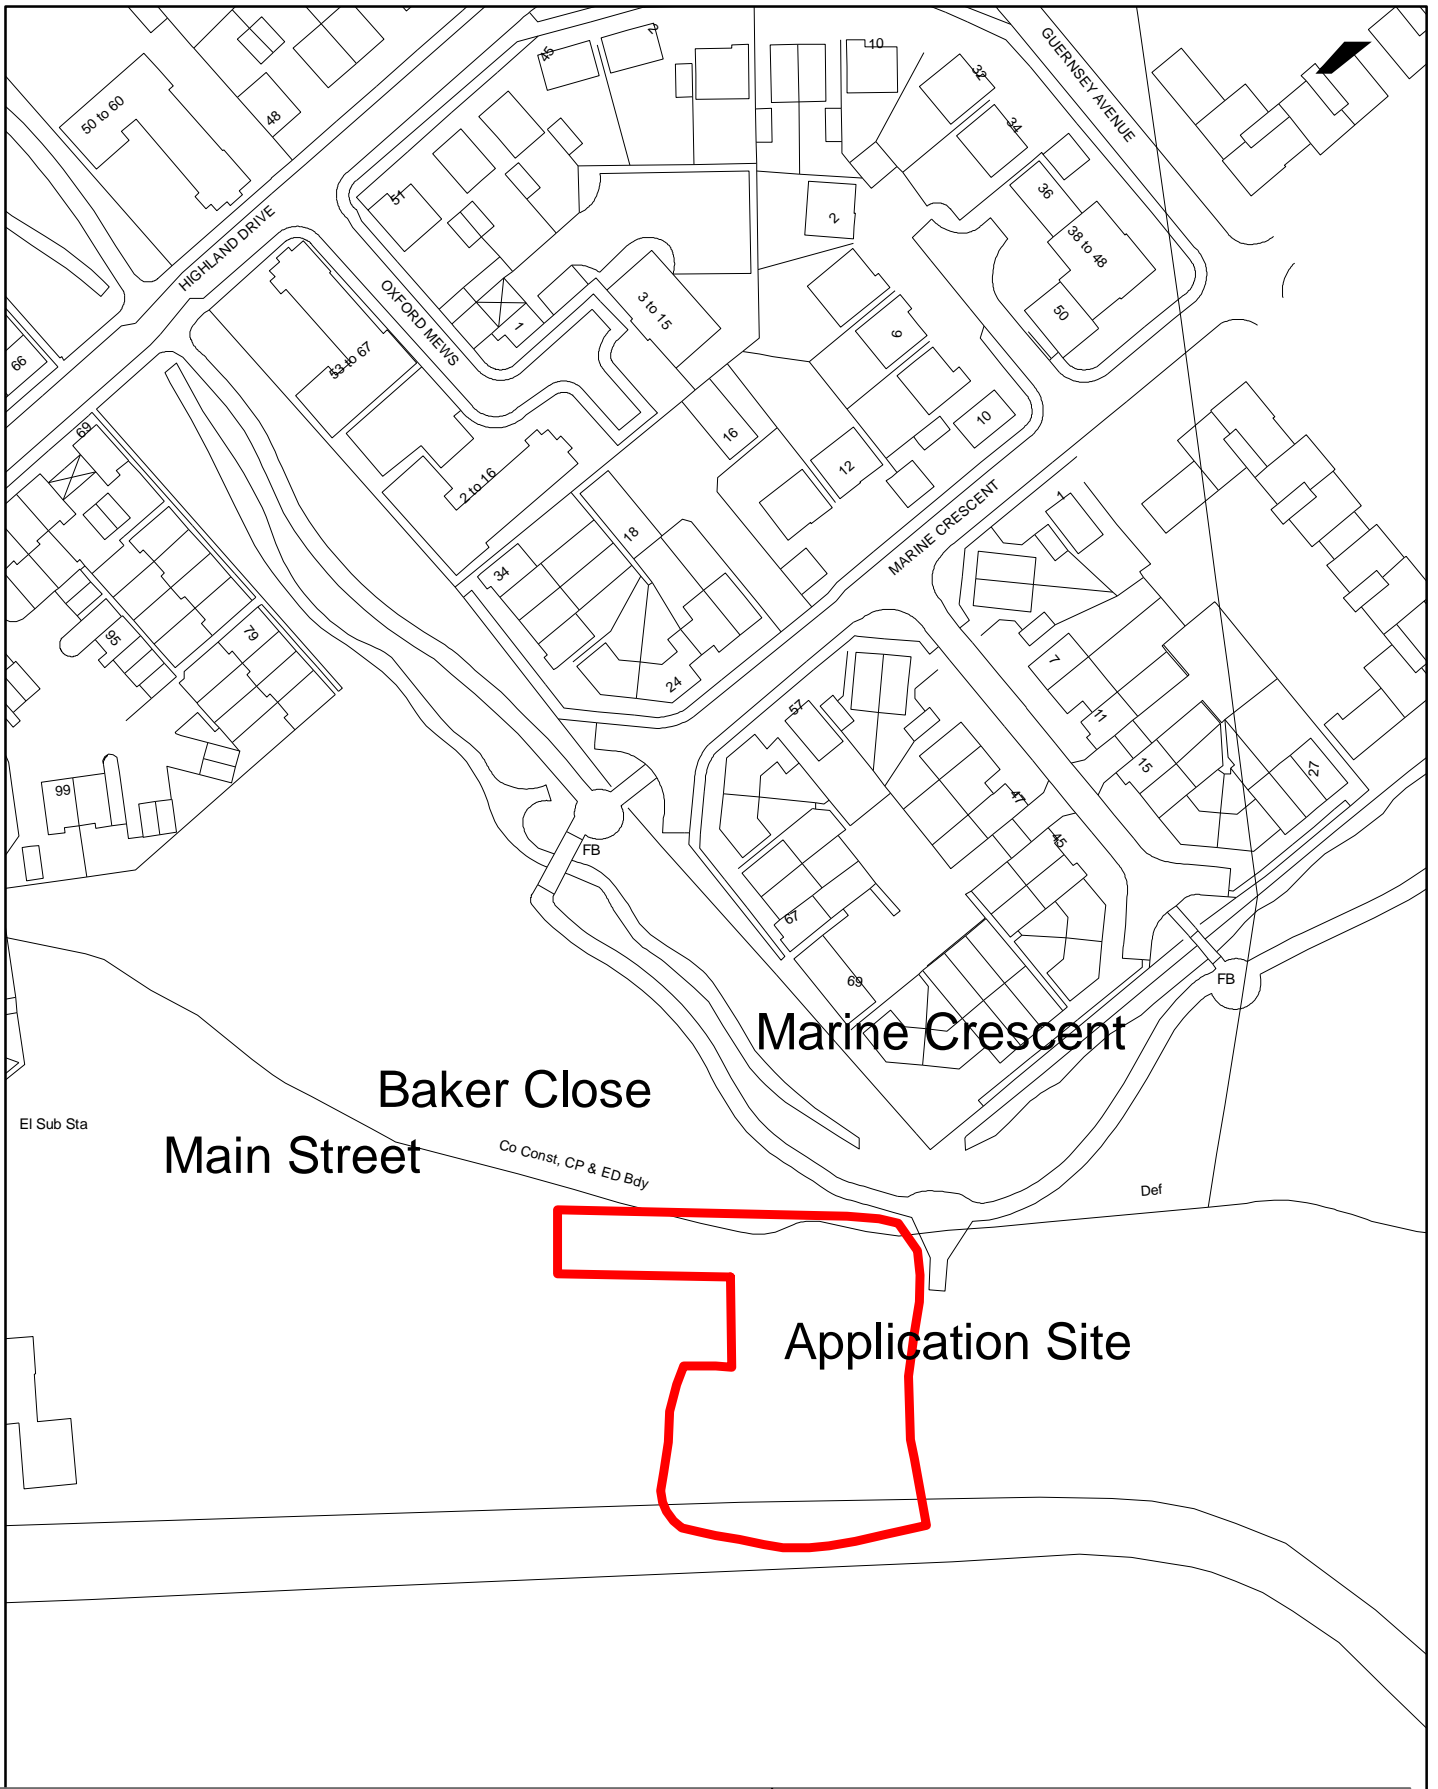 45
2
10
GUERNSEY AVENUE
32
50 to 60
48
34
51
36
2
38 to 48
HIGHLAND DRIVE
OXFORD MEWS
3 to 15
1
50
9
53 to 67
66
10
69
16
12
2 to 16
MARINE CRESCENT
1
18
34
95
79
7
24
57
11
15
27
99
47
45
FB
67
69
FB
Marine Crescent
Baker Close
El Sub Sta
Main Street
Co Const, CP & ED Bdy
Def
Application Site